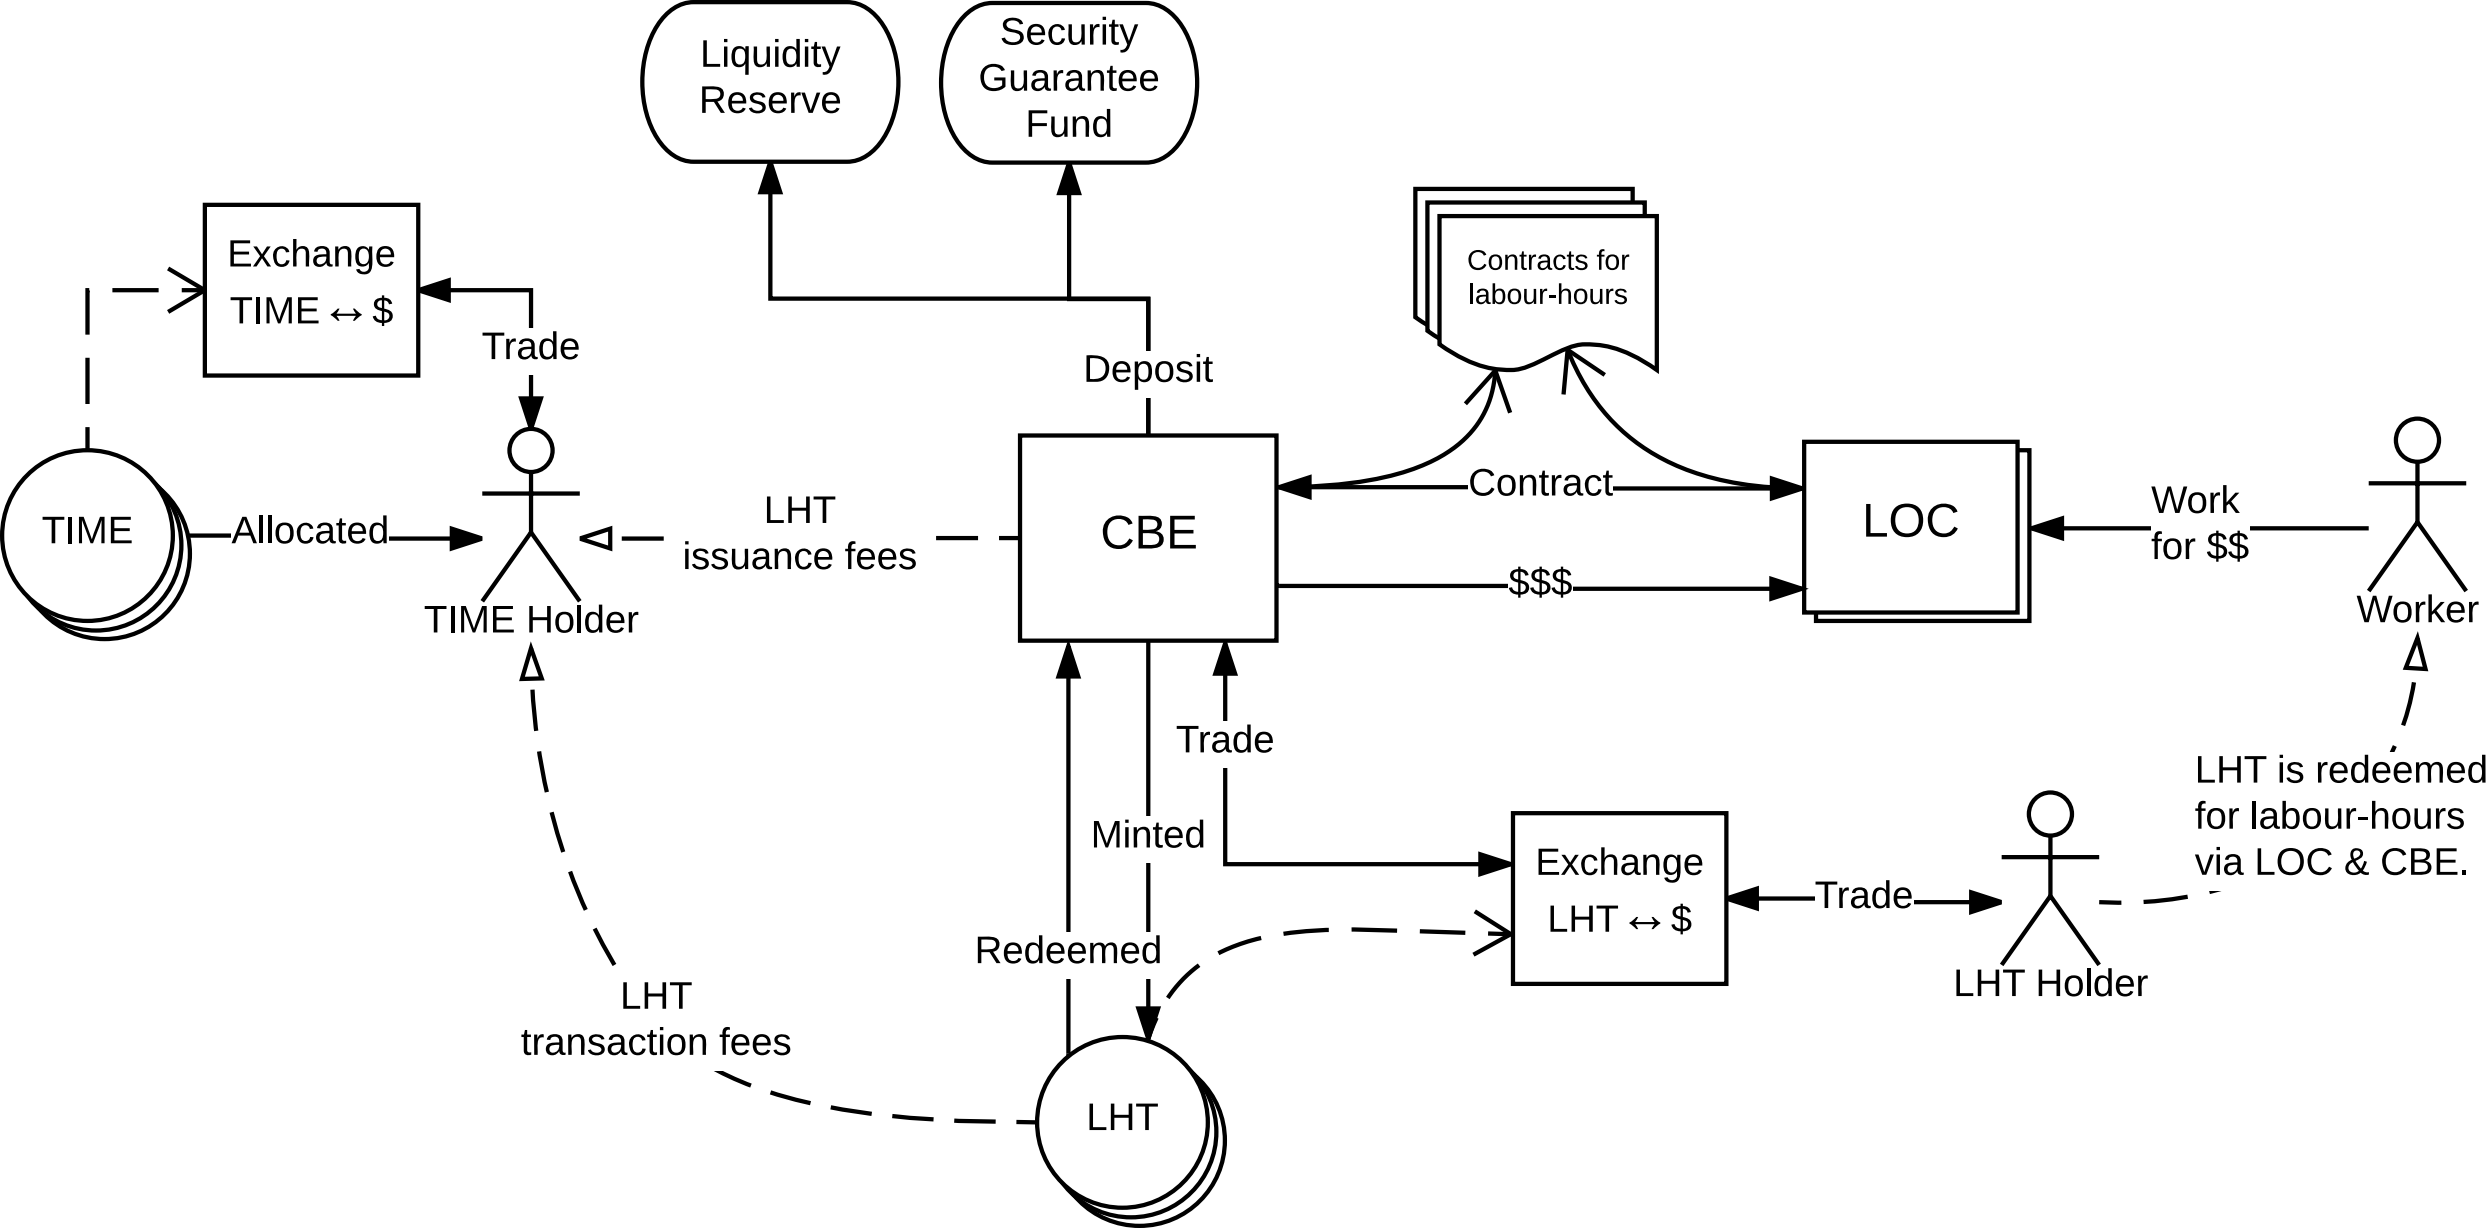 Liquidity
Reserve
Security
Guarantee
Fund
Exchange
TIME ↔ $
Trade
Deposit
Contracts for
labour-hours
TIME
Allocated
TIME Holder
LHT
issuance fees
CBE
Contract
$$$
LOC
Work
for $$
Worker
Trade
Minted
Redeemed
Exchange
LHT ↔ $
Trade
LHT Holder
LHT is redeemed
for labour-hours
via LOC & CBE.
LHT
transaction fees
LHT